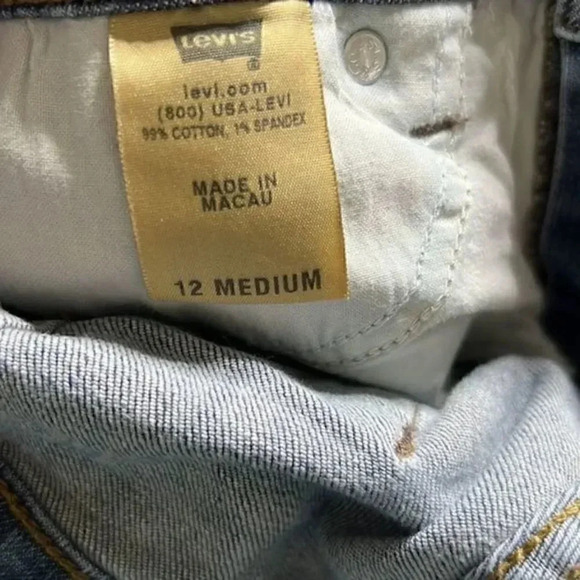 Levi's
®
levi.com
(800) USA-LEVI
99% COTTON, 1% SPANDEX
MADE IN
MACAU
12 MEDIUM